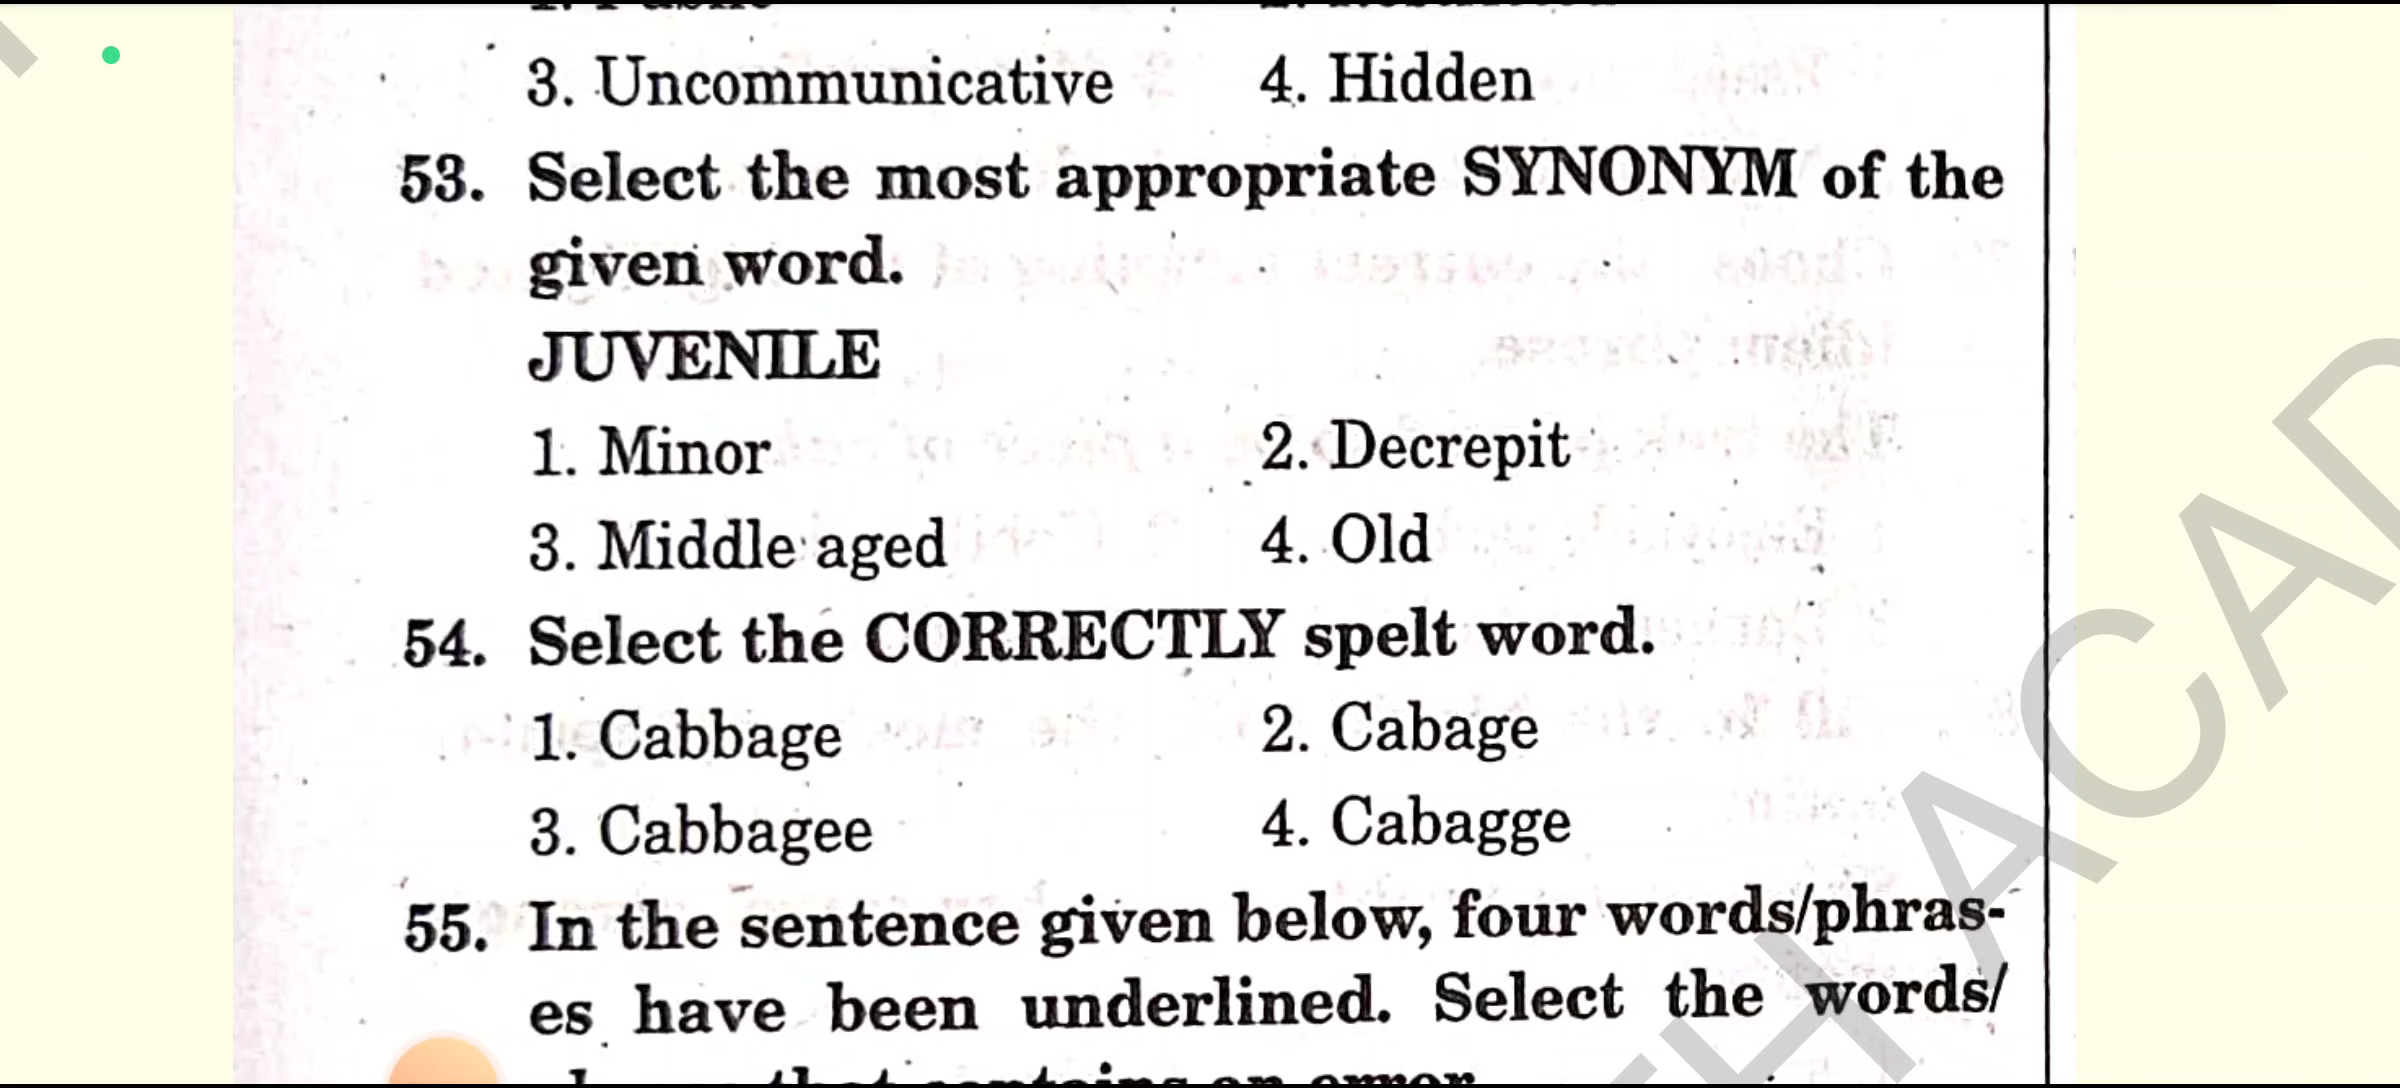 3. Uncommunicative 4. Hidden
53. Select the most appropriate SYNONYM of the
given word.
JUVENILE
1. Minor 2. Decrepit
3. Middle aged 4. Old
54. Select the CORRECTLY spelt word.
1. Cabbage 2. Cabage
3. Cabbagee 4. Cabagge
55. In the sentence given below, four words/phras-
es have been underlined. Select the words/